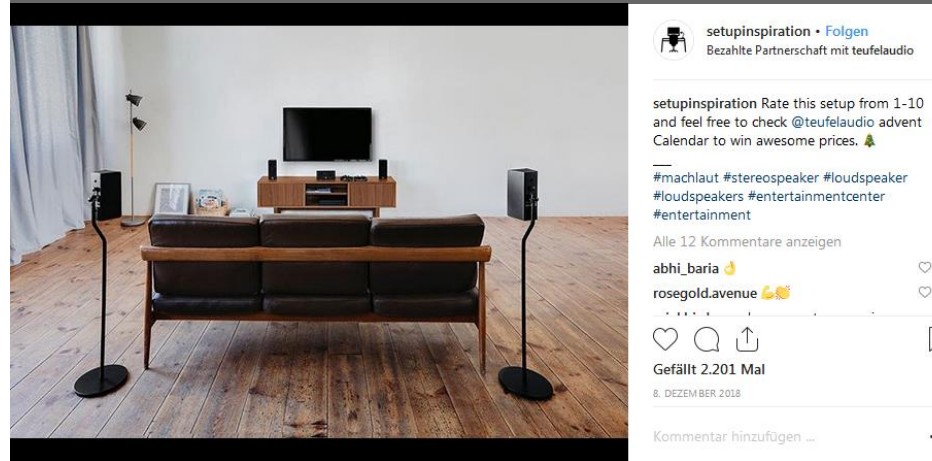 setupinspiration • Folgen
Bezahlte Partnerschaft mit teufelaudio
setupinspiration Rate this setup from 1-10
and feel free to check @teufelaudio advent
Calendar to win awesome prices. 🎄
__
#machlaut #stereospeaker #loudspeaker
#loudspeakers #entertainmentcenter
#entertainment
Alle 12 Kommentare anzeigen
abhi_baria 👌
rosegold.avenue 💪👏
Gefällt 2.201 Mal
8. DEZEMBER 2018
Kommentar hinzufügen ...